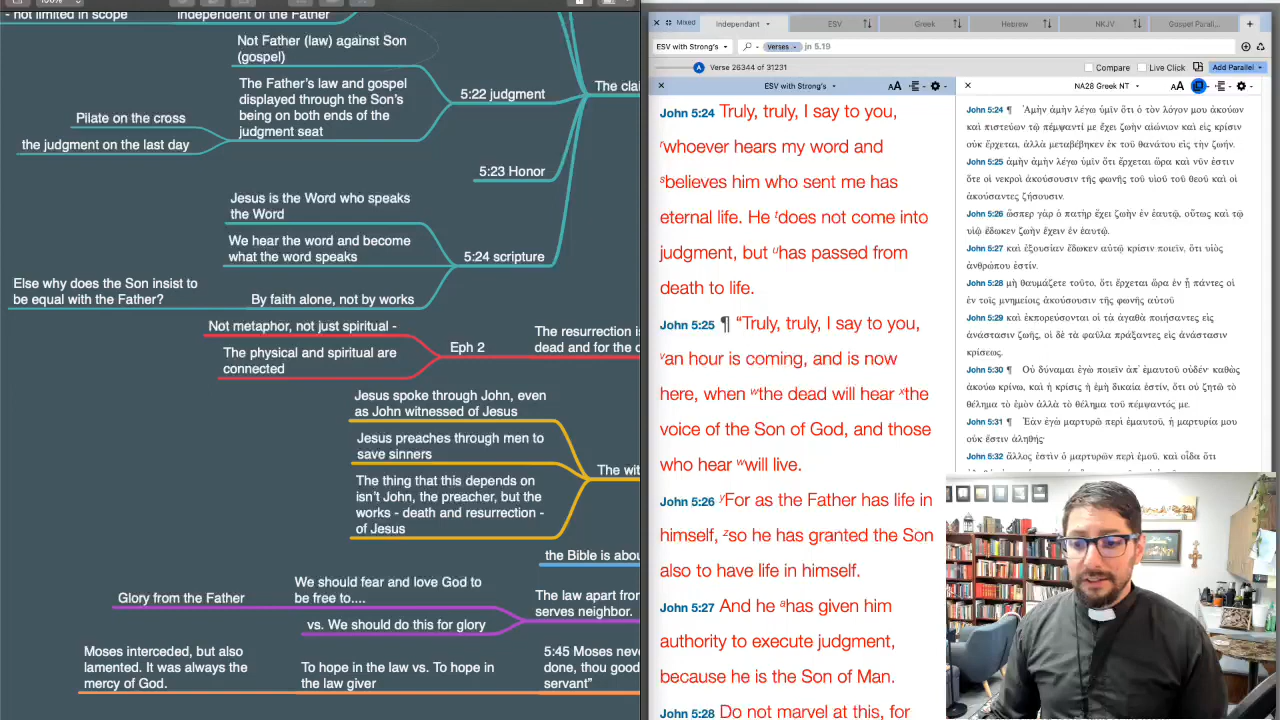 - not limited in scope
independent of the Father
Not Father (law) against Son
(gospel)
The Father's law and gospel
displayed through the Son's
being on both ends of the
judgment seat
5:22 judgment
The clai
Pilate on the cross
the judgment on the last day
5:23 Honor
Jesus is the Word who speaks
the Word
We hear the word and become
what the word speaks
5:24 scripture
Else why does the Son insist to
be equal with the Father?
By faith alone, not by works
Not metaphor, not just spiritual -
The physical and spiritual are
connected
Eph 2
The resurrection is
dead and for the c
Jesus spoke through John, even
as John witnessed of Jesus
Jesus preaches through men to
save sinners
The wit
The thing that this depends on
isn't John, the preacher, but the
works - death and resurrection -
of Jesus
the Bible is abou
Glory from the Father
We should fear and love God to
be free to....
vs. We should do this for glory
The law apart from
serves neighbor.
Moses interceded, but also
lamented. It was always the
mercy of God.
To hope in the law vs. To hope in
the law giver
5:45 Moses neve
done, thou good
servant"
Mixed
Independant
ESV
Greek
Hebrew
NKJV
Gospel Parall...
ESV with Strong's
Verses
jn 5.19
Verse 26344 of 31231
Compare
Live Click
Add Parallel
ESV with Strong's
AA
John 5:24 Truly, truly, I say to you,
rwhoever hears my word and
sbelieves him who sent me has
eternal life. He tdoes not come into
judgment, but uhas passed from
death to life.
John 5:25 ¶ “Truly, truly, I say to you,
van hour is coming, and is now
here, when wthe dead will hear xthe
voice of the Son of God, and those
who hear wwill live.
John 5:26 yFor as the Father has life in
himself, zso he has granted the Son
also to have life in himself.
John 5:27 And he ahas given him
authority to execute judgment,
because he is the Son of Man.
John 5:28 Do not marvel at this, for
NA28 Greek NT
AA
John 5:24 ¶ Ἀμὴν ἀμὴν λέγω ὑμῖν ὅτι ὁ τὸν λόγον μου ἀκούων
καὶ πιστεύων τῷ πέμψαντί με ἔχει ζωὴν αἰώνιον καὶ εἰς κρίσιν
οὐκ ἔρχεται, ἀλλὰ μεταβέβηκεν ἐκ τοῦ θανάτου εἰς τὴν ζωήν.
John 5:25 ἀμὴν ἀμὴν λέγω ὑμῖν ὅτι ἔρχεται ὥρα καὶ νῦν ἐστιν
ὅτε οἱ νεκροὶ ἀκούσουσιν τῆς φωνῆς τοῦ υἱοῦ τοῦ θεοῦ καὶ οἱ
ἀκούσαντες ζήσουσιν.
John 5:26 ὥσπερ γὰρ ὁ πατὴρ ἔχει ζωὴν ἐν ἑαυτῷ, οὕτως καὶ τῷ
υἱῷ ἔδωκεν ζωὴν ἔχειν ἐν ἑαυτῷ.
John 5:27 καὶ ἐξουσίαν ἔδωκεν αὐτῷ κρίσιν ποιεῖν, ὅτι υἱὸς
ἀνθρώπου ἐστίν.
John 5:28 μὴ θαυμάζετε τοῦτο, ὅτι ἔρχεται ὥρα ἐν ᾗ πάντες οἱ
ἐν τοῖς μνημείοις ἀκούσουσιν τῆς φωνῆς αὐτοῦ
John 5:29 καὶ ἐκπορεύσονται οἱ τὰ ἀγαθὰ ποιήσαντες εἰς
ἀνάστασιν ζωῆς, οἱ δὲ τὰ φαῦλα πράξαντες εἰς ἀνάστασιν
κρίσεως.
John 5:30 Οὐ δύναμαι ἐγὼ ποιεῖν ἀπ’ ἐμαυτοῦ οὐδέν· καθὼς
ἀκούω κρίνω, καὶ ἡ κρίσις ἡ ἐμὴ δικαία ἐστίν, ὅτι οὐ ζητῶ τὸ
θέλημα τὸ ἐμὸν ἀλλὰ τὸ θέλημα τοῦ πέμψαντός με.
John 5:31 ¶ Ἐὰν ἐγὼ μαρτυρῶ περὶ ἐμαυτοῦ, ἡ μαρτυρία μου
οὐκ ἔστιν ἀληθής·
John 5:32 ἄλλος ἐστὶν ὁ μαρτυρῶν περὶ ἐμοῦ, καὶ οἶδα ὅτι